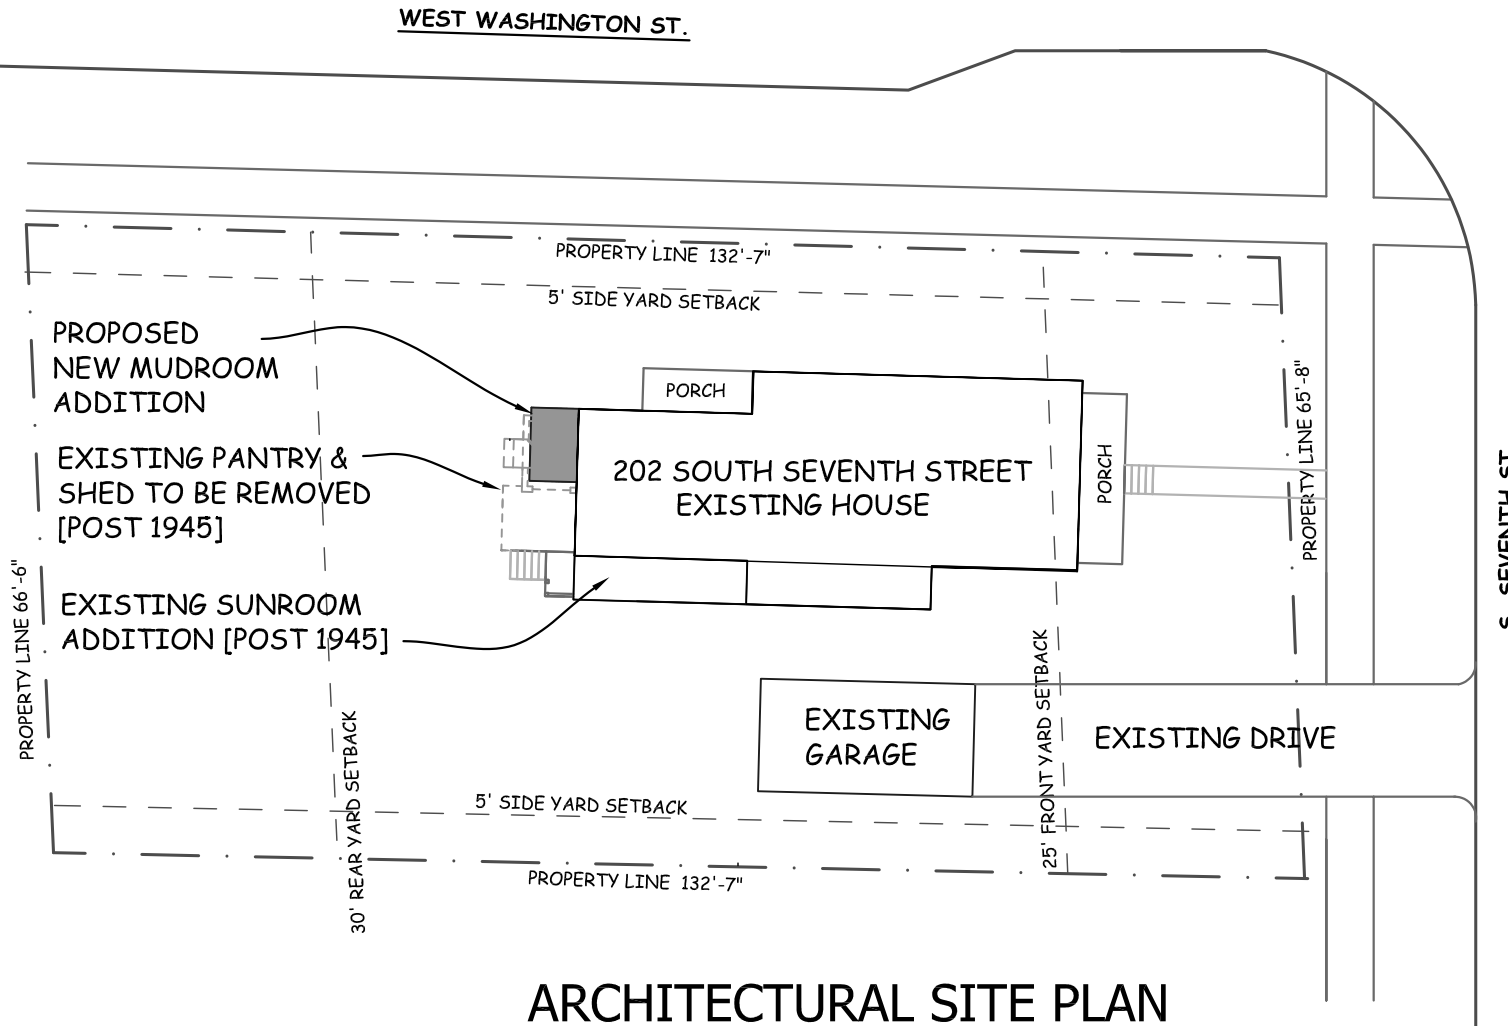 WEST WASHINGTON ST.
PROPERTY LINE 132'-7"
5' SIDE YARD SETBACK
PROPOSED
NEW MUDROOM
ADDITION
PORCH
EXISTING PANTRY &
SHED TO BE REMOVED
[POST 1945]
202 SOUTH SEVENTH STREET
EXISTING HOUSE
PORCH
PROPERTY LINE 65'-8"
S. SEVENTH ST.
EXISTING SUNROOM
ADDITION [POST 1945]
PROPERTY LINE 66'-6"
EXISTING
GARAGE
EXISTING DRIVE
25' FRONT YARD SETBACK
30' REAR YARD SETBACK
5' SIDE YARD SETBACK
PROPERTY LINE 132'-7"
ARCHITECTURAL SITE PLAN